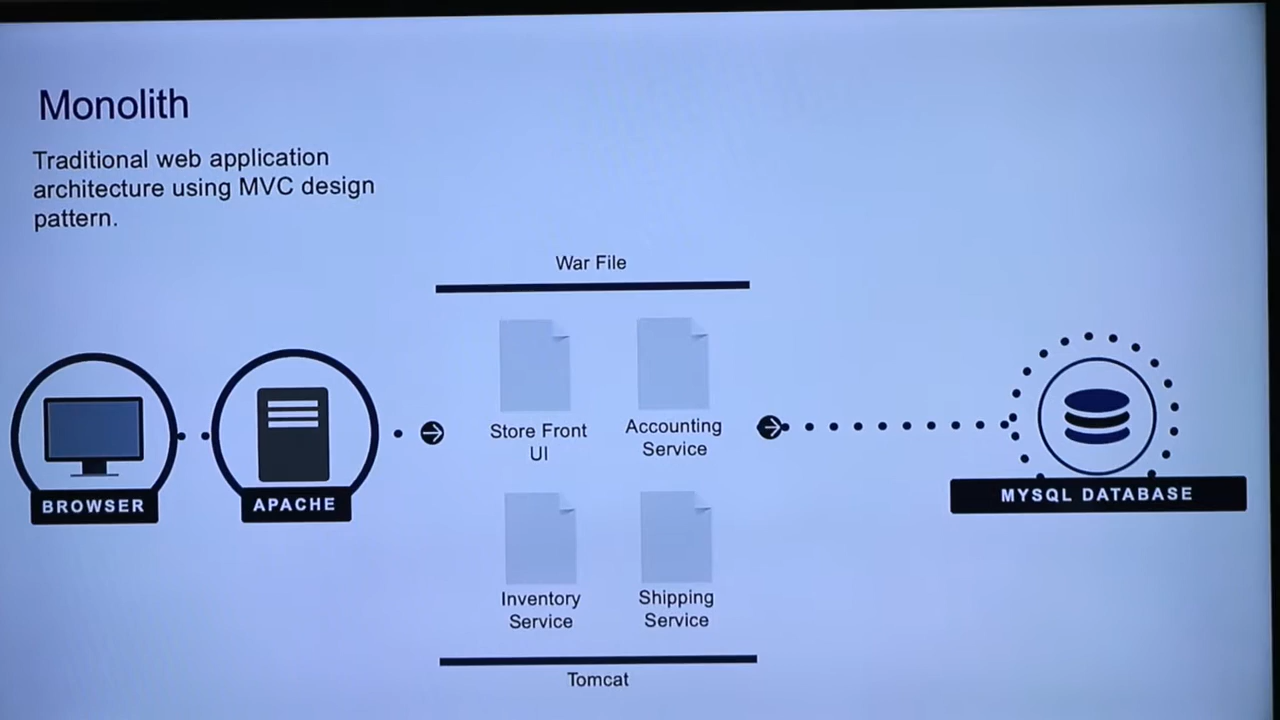 Monolith
Traditional web application
architecture using MVC design
pattern.
War File
Store Front
UI
Accounting
Service
BROWSER
APACHE
MYSQL DATABASE
Inventory
Service
Shipping
Service
Tomcat